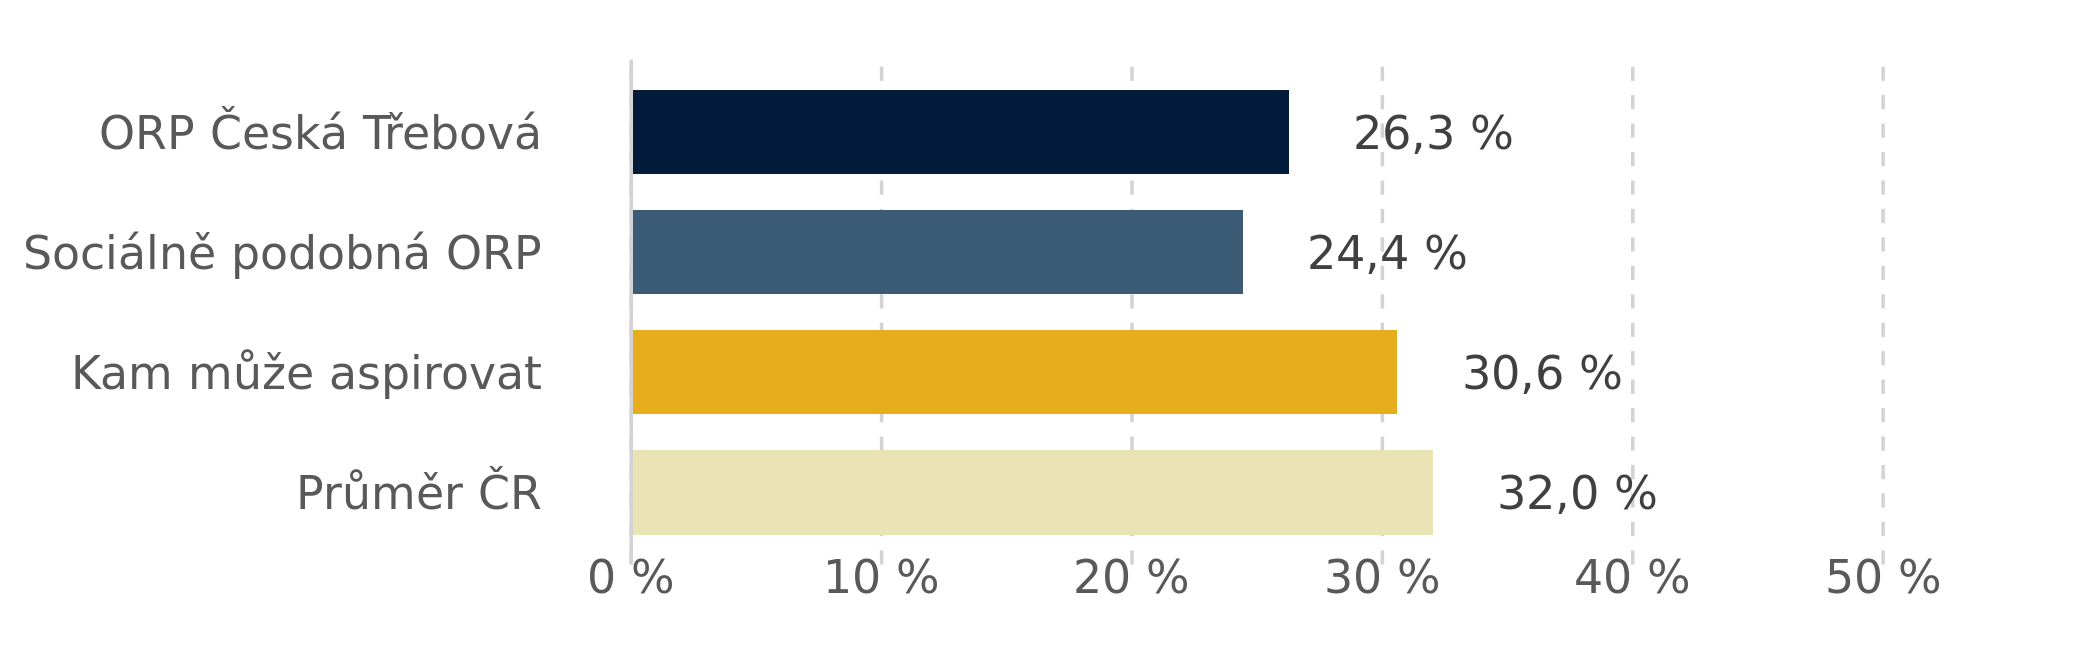 ORP Česká Třebová
26,3 %
Sociálně podobná ORP
24,4 %
Kam může aspirovat
30,6 %
Průměr ČR
32,0 %
0 % 10 % 20 % 30 % 40 % 50 %